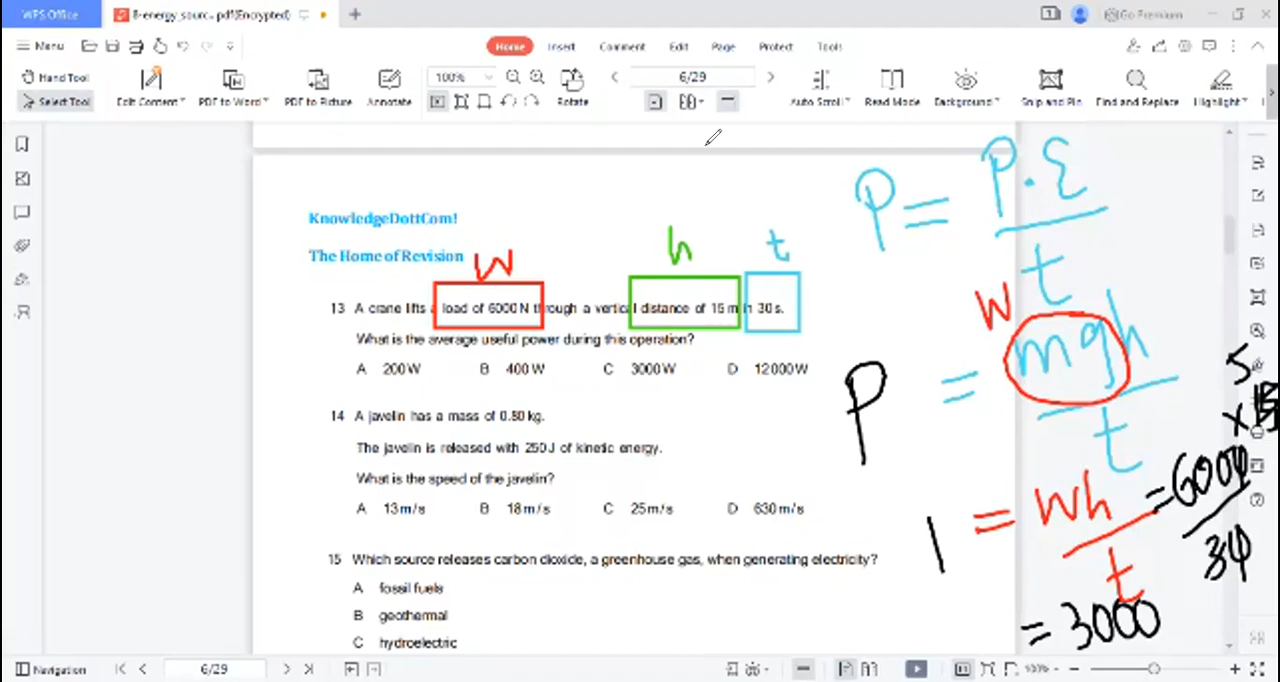 WPS Office
8-energy_sourc.. pdf(Encrypted)
Go Premium
Menu
Home Insert Comment Edit Page Protect Tools
Hand Tool
Select Tool
Edit Content
PDF to Word
PDF to Picture
Annotate
100%
Rotate
6/29
Auto Scroll
Read Mode
Background
Snip and Pin
Find and Replace
Highlight
KnowledgeDottCom!
The Home of Revision
W
h
t
13 A crane lifts a load of 6000 N through a vertical distance of 15 m in 30 s.
What is the average useful power during this operation?
A 200 W B 400 W C 3000 W D 12000 W
14 A javelin has a mass of 0.80 kg.
The javelin is released with 250 J of kinetic energy.
What is the speed of the javelin?
A 13 m/s B 18 m/s C 25 m/s D 630 m/s
15 Which source releases carbon dioxide, a greenhouse gas, when generating electricity?
A fossil fuels
B geothermal
C hydroelectric
P = P.E
t
W
P = mgh
t
5
= Wh
t
= 3000
Navigation
6/29
100%